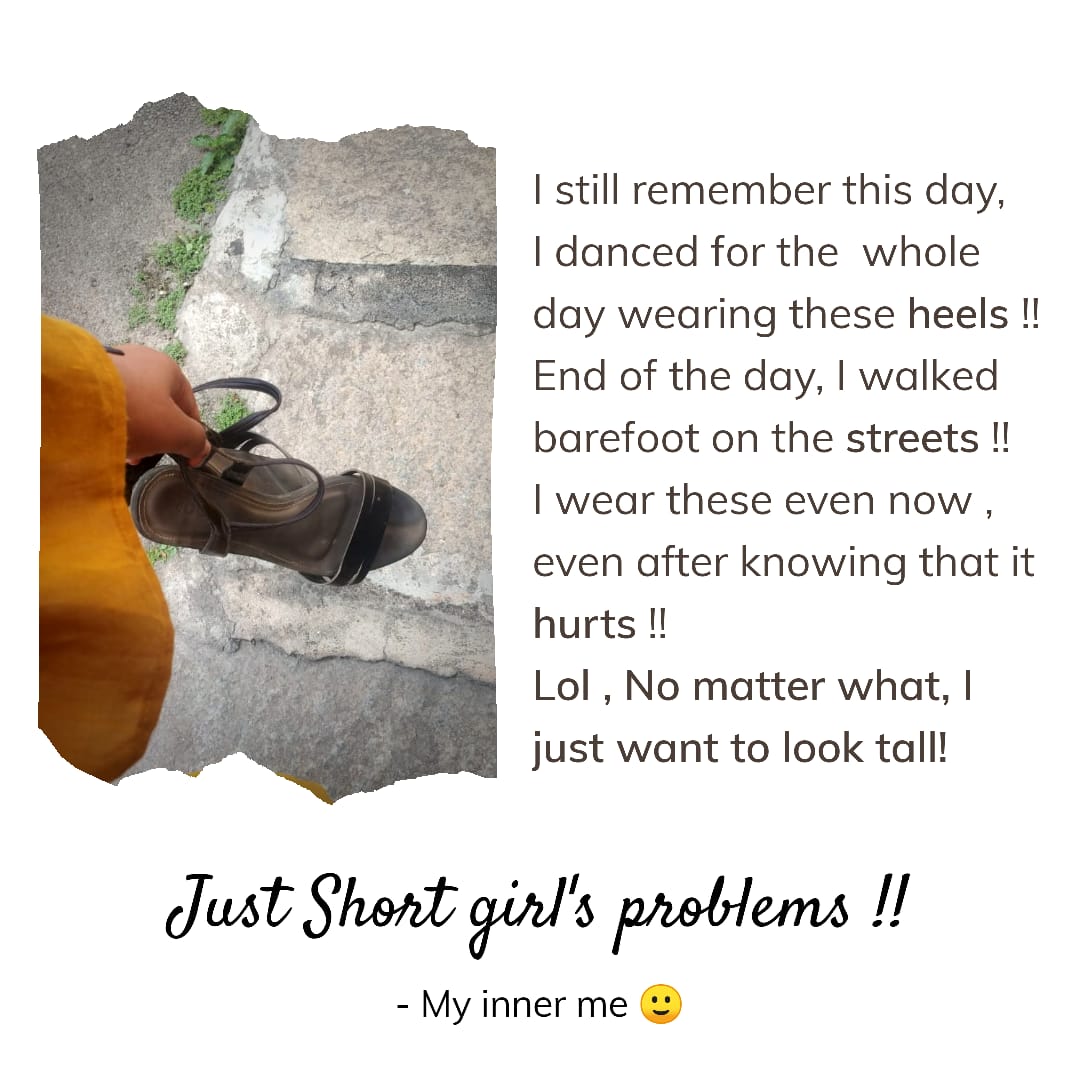 I still remember this day,
I danced for the  whole
day wearing these heels !!
End of the day, I walked
barefoot on the streets !!
I wear these even now ,
even after knowing that it
hurts !!
Lol , No matter what, I
just want to look tall!
Just Short girl's problems !!
- My inner me 🙂